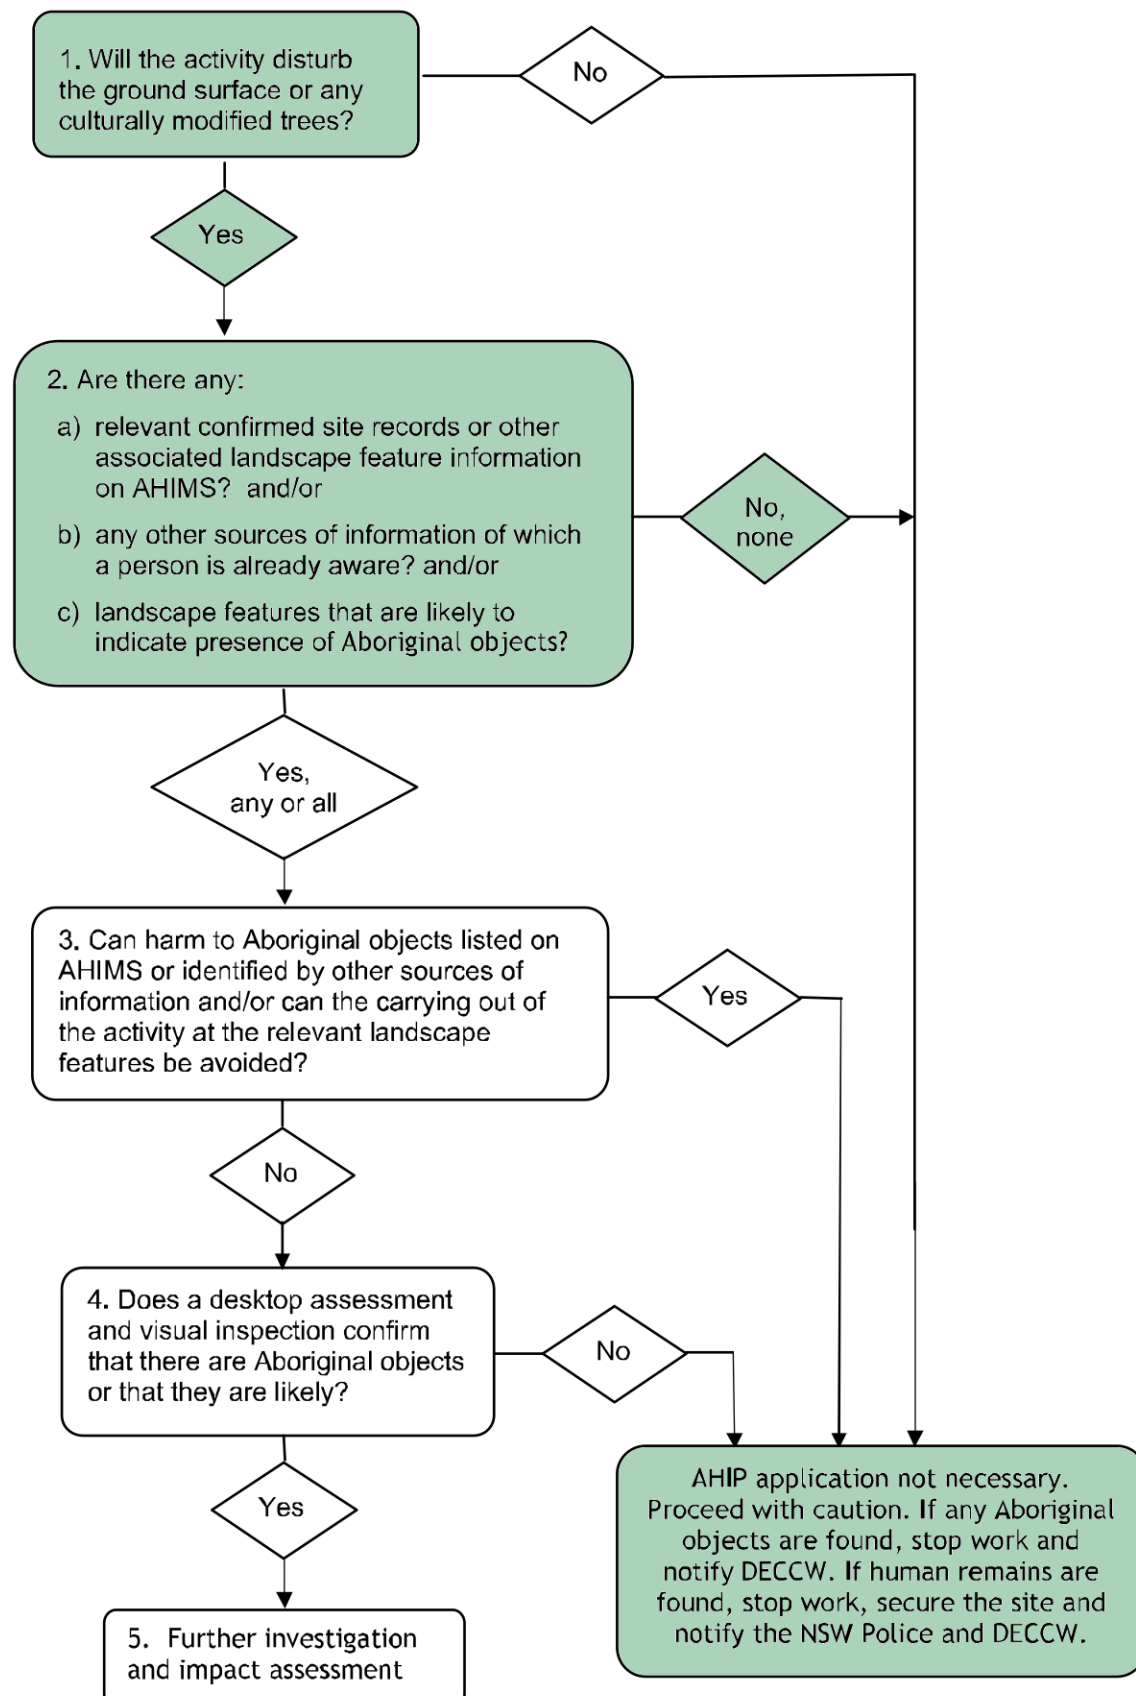 1. Will the activity disturb
the ground surface or any
culturally modified trees?
No
Yes
2. Are there any:
a) relevant confirmed site records or other
associated landscape feature information
on AHIMS? and/or
b) any other sources of information of which
a person is already aware? and/or
c) landscape features that are likely to
indicate presence of Aboriginal objects?
No,
none
Yes,
any or all
3. Can harm to Aboriginal objects listed on
AHIMS or identified by other sources of
information and/or can the carrying out of
the activity at the relevant landscape
features be avoided?
Yes
No
4. Does a desktop assessment
and visual inspection confirm
that there are Aboriginal objects
or that they are likely?
No
Yes
AHIP application not necessary.
Proceed with caution. If any Aboriginal
objects are found, stop work and
notify DECCW. If human remains are
found, stop work, secure the site and
notify the NSW Police and DECCW.
5. Further investigation
and impact assessment